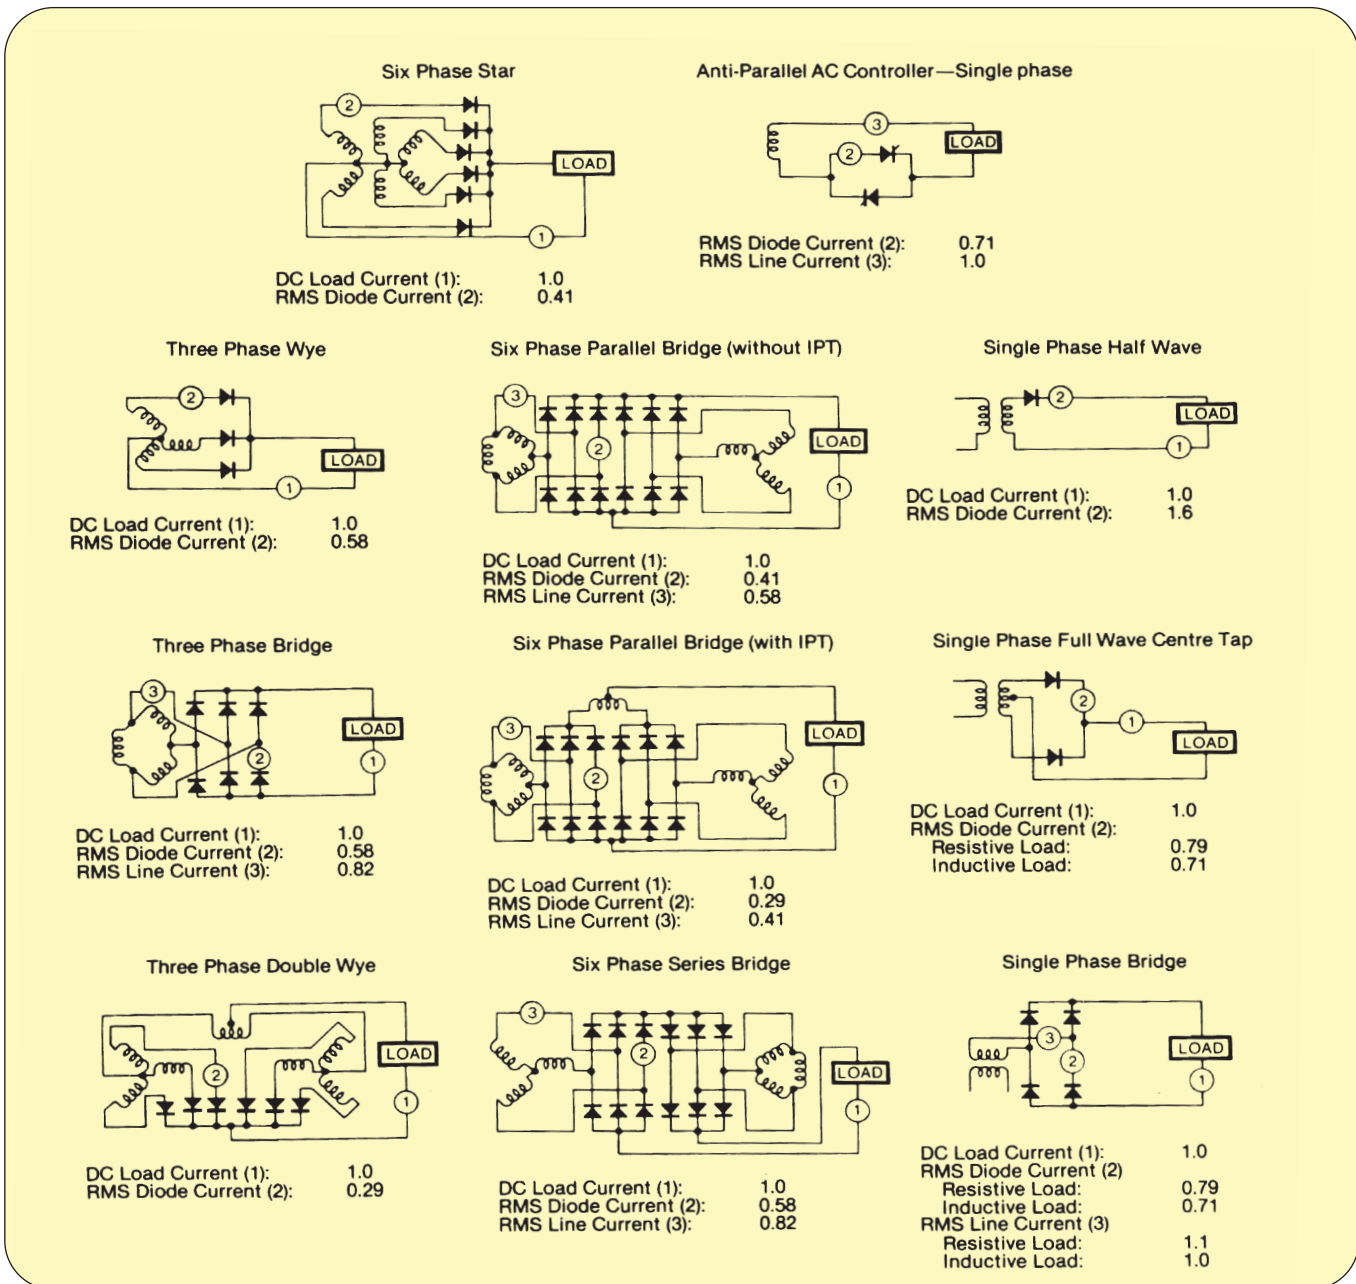 Six Phase Star
2
LOAD
1
DC Load Current (1): 1.0
RMS Diode Current (2): 0.41
Anti-Parallel AC Controller—Single phase
3
2
LOAD
RMS Diode Current (2): 0.71
RMS Line Current (3): 1.0
Three Phase Wye
2
LOAD
1
DC Load Current (1): 1.0
RMS Diode Current (2): 0.58
Six Phase Parallel Bridge (without IPT)
3
2
LOAD
1
DC Load Current (1): 1.0
RMS Diode Current (2): 0.41
RMS Line Current (3): 0.58
Single Phase Half Wave
2
LOAD
1
DC Load Current (1): 1.0
RMS Diode Current (2): 1.6
Three Phase Bridge
3
LOAD
2
1
DC Load Current (1): 1.0
RMS Diode Current (2): 0.58
RMS Line Current (3): 0.82
Six Phase Parallel Bridge (with IPT)
3
LOAD
2
1
DC Load Current (1): 1.0
RMS Diode Current (2): 0.29
RMS Line Current (3): 0.41
Single Phase Full Wave Centre Tap
2
1
LOAD
DC Load Current (1): 1.0
RMS Diode Current (2):
Resistive Load: 0.79
Inductive Load: 0.71
Three Phase Double Wye
LOAD
2
1
DC Load Current (1): 1.0
RMS Diode Current (2): 0.29
Six Phase Series Bridge
3
2
LOAD
1
DC Load Current (1): 1.0
RMS Diode Current (2): 0.58
RMS Line Current (3): 0.82
Single Phase Bridge
3
LOAD
2
1
DC Load Current (1): 1.0
RMS Diode Current (2)
Resistive Load: 0.79
Inductive Load: 0.71
RMS Line Current (3)
Resistive Load: 1.1
Inductive Load: 1.0